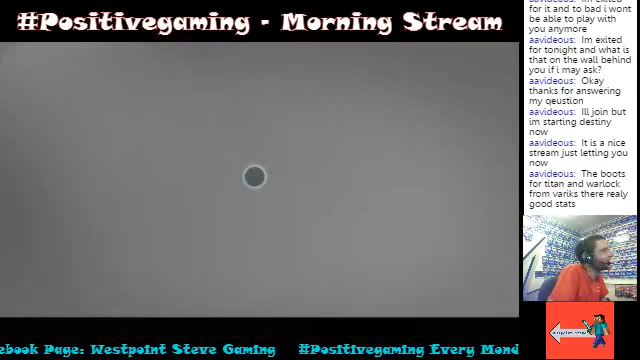 #Positivegaming - Morning Stream
for it and to bad i wont
be able to play with
you anymore
aavideous: Im exited
for tonight and what is
that on the wall behind
you if i may ask?
aavideous: Okay
thanks for answering
my qeustion
aavideous: Ill join but
im starting destiny
now
aavideous: It is a nice
stream just letting you
now
aavideous: The boots
for titan and warlock
from variks there realy
good stats
ebook Page: Westpoint Steve Gaming #Positivegaming Every Mond